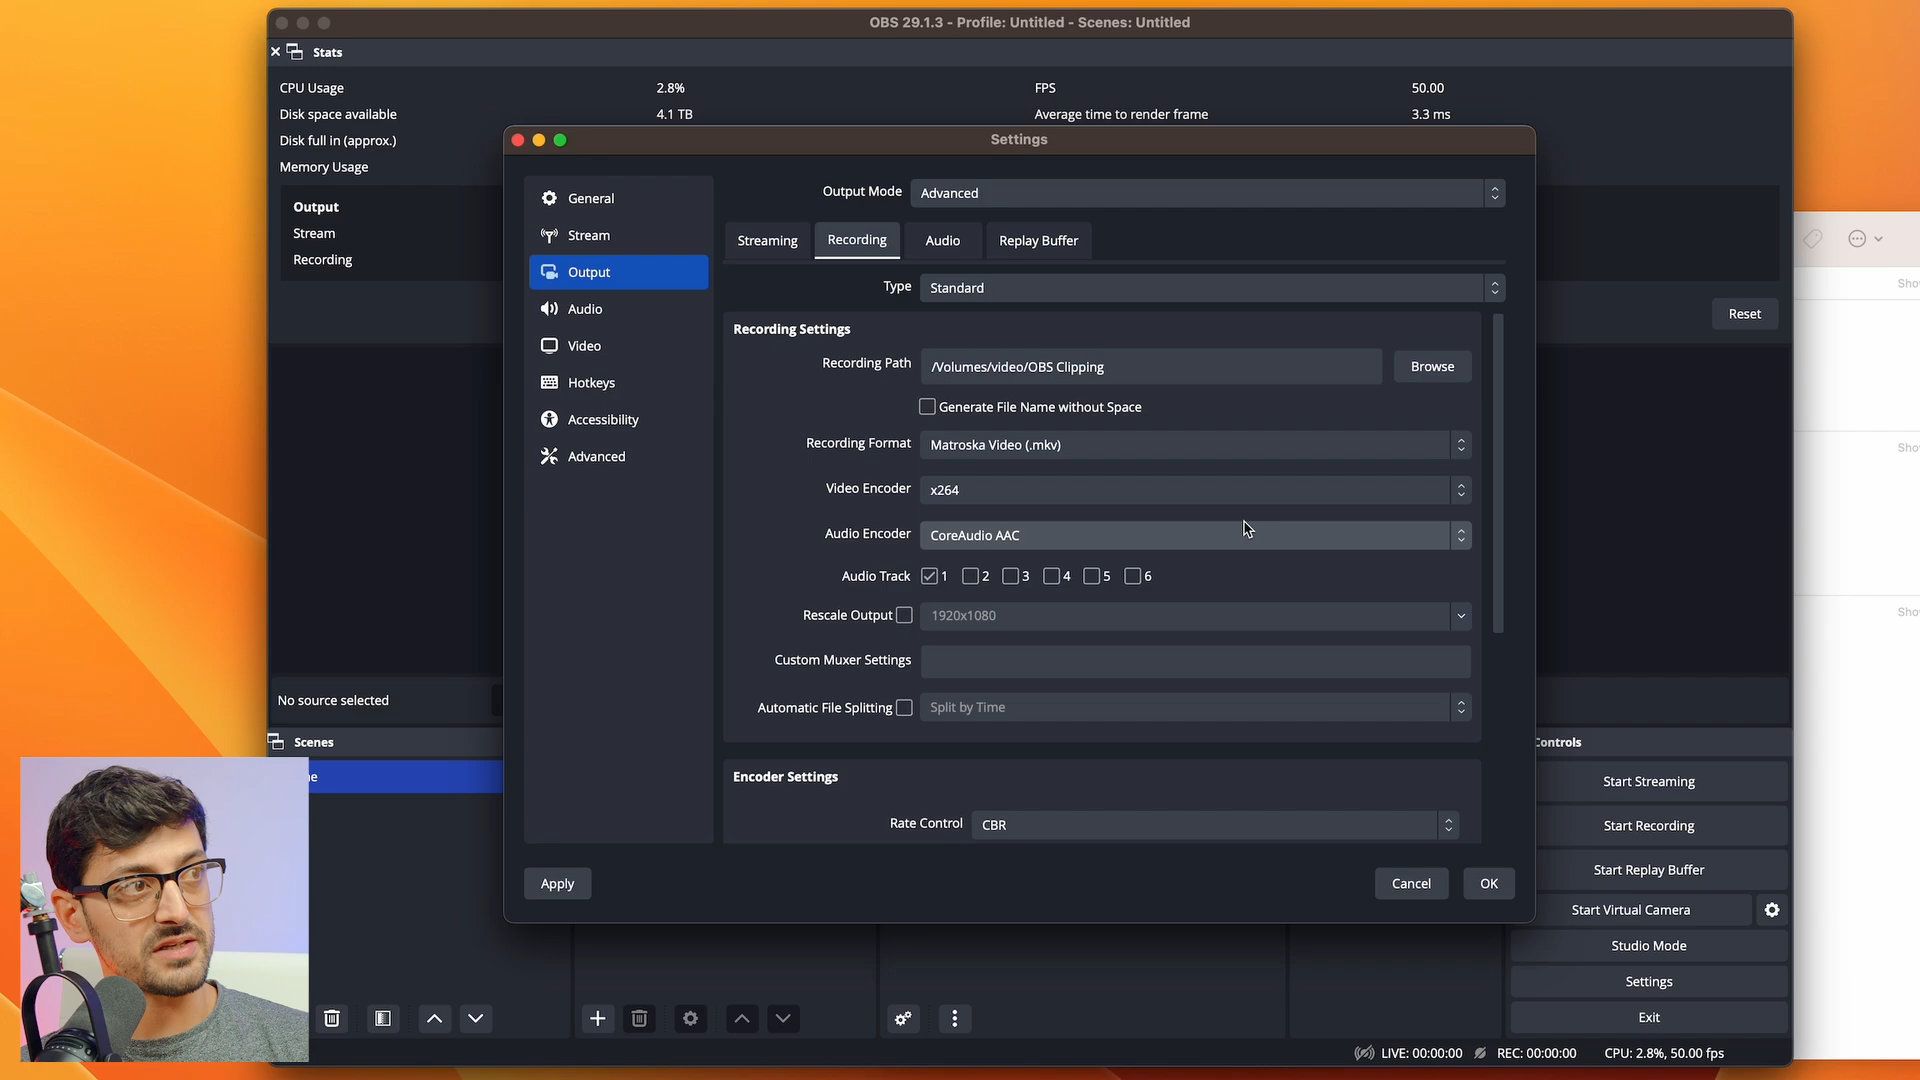 OBS 29.1.3 - Profile: Untitled - Scenes: Untitled
Stats
CPU Usage 2.8% FPS 50.00
Disk space available 4.1 TB Average time to render frame 3.3 ms
Disk full in (approx.)
Memory Usage
Output
Stream
Recording
Reset
Settings
General
Stream
Output
Audio
Video
Hotkeys
Accessibility
Advanced
Output Mode Advanced
Streaming Recording Audio Replay Buffer
Type Standard
Recording Settings
Recording Path /Volumes/video/OBS Clipping Browse
Generate File Name without Space
Recording Format Matroska Video (.mkv)
Video Encoder x264
Audio Encoder CoreAudio AAC
Audio Track 1 2 3 4 5 6
Rescale Output 1920x1080
Custom Muxer Settings
Automatic File Splitting Split by Time
Encoder Settings
Rate Control CBR
Apply Cancel OK
Sho
Sho
Sho
No source selected
Scenes
ne
Controls
Start Streaming
Start Recording
Start Replay Buffer
Start Virtual Camera
Studio Mode
Settings
Exit
LIVE: 00:00:00 REC: 00:00:00 CPU: 2.8%, 50.00 fps